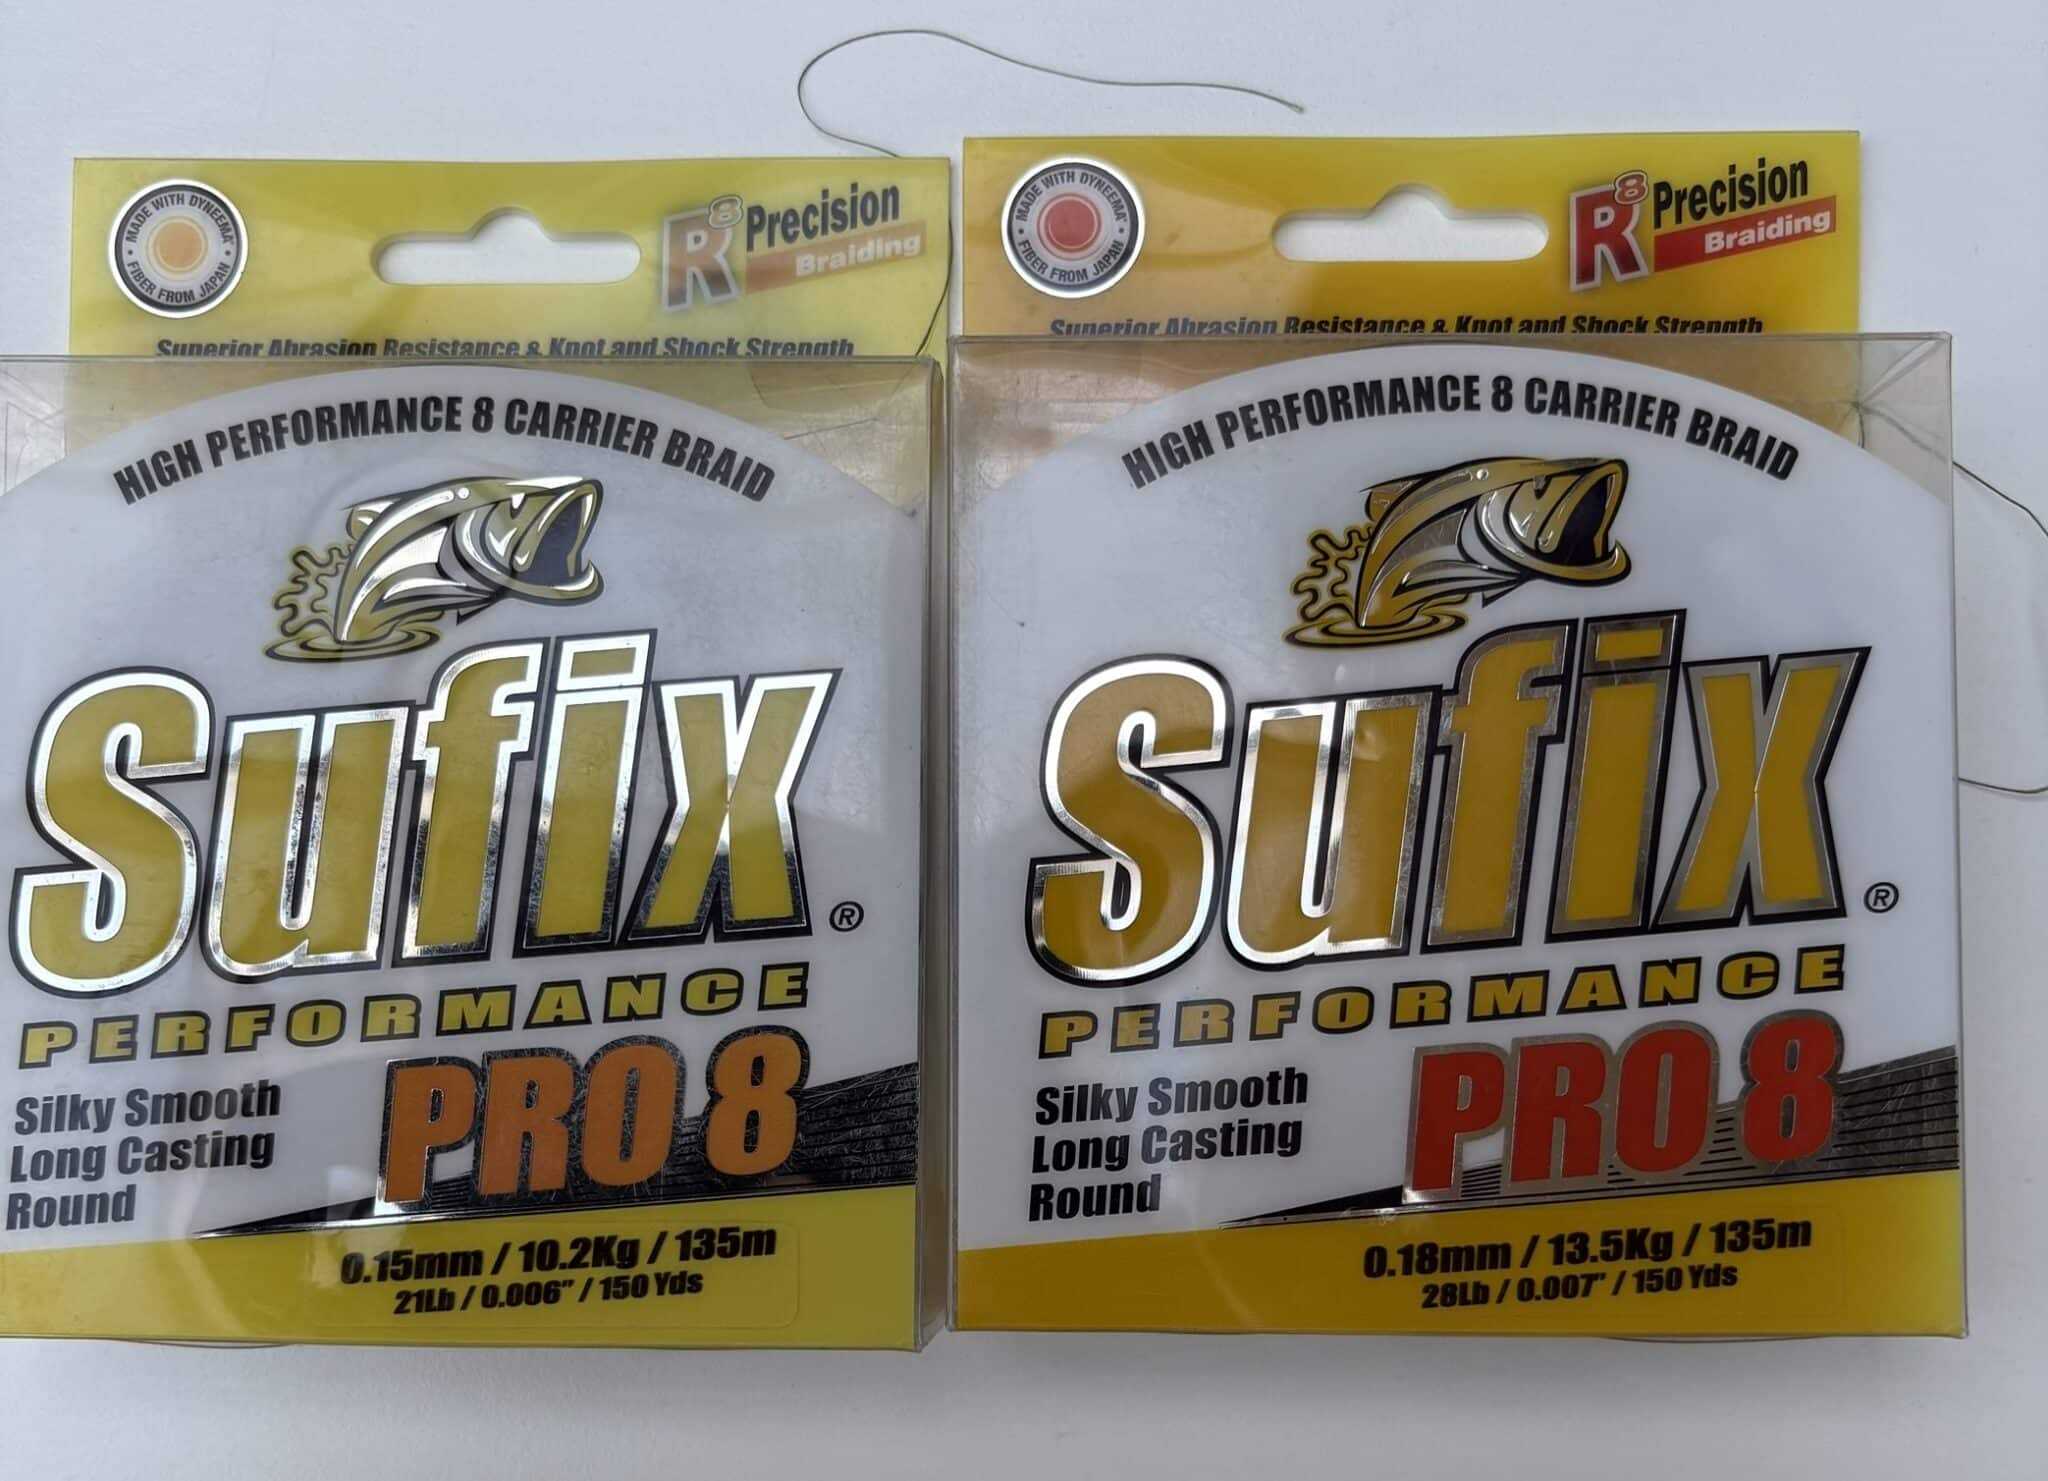 MADE WITH DYNEEMA® • FIBER FROM JAPAN •
R8 Precision
Braiding
Superior Abrasion Resistance & Knot and Shock Strength
HIGH PERFORMANCE 8 CARRIER BRAID
Sufix®
PERFORMANCE
PRO 8
Silky Smooth
Long Casting
Round
0.15mm / 10.2Kg / 135m
21Lb / 0.006" / 150 Yds
MADE WITH DYNEEMA® • FIBER FROM JAPAN •
R8 Precision
Braiding
Superior Abrasion Resistance & Knot and Shock Strength
HIGH PERFORMANCE 8 CARRIER BRAID
Sufix®
PERFORMANCE
PRO 8
Silky Smooth
Long Casting
Round
0.18mm / 13.5Kg / 135m
28Lb / 0.007" / 150 Yds